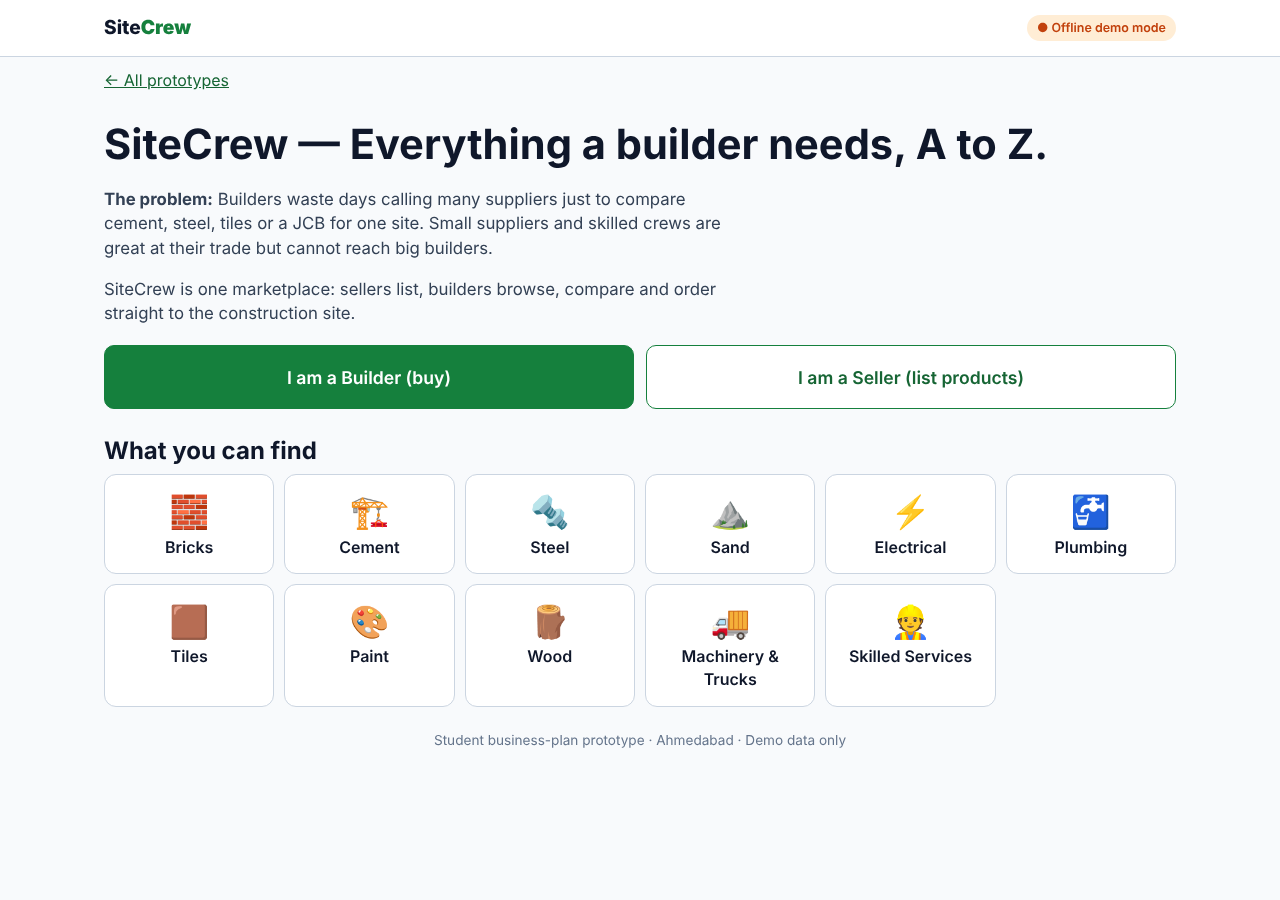 SiteCrew
● Offline demo mode
← All prototypes
SiteCrew — Everything a builder needs, A to Z.
The problem: Builders waste days calling many suppliers just to compare
cement, steel, tiles or a JCB for one site. Small suppliers and skilled crews are
great at their trade but cannot reach big builders.
SiteCrew is one marketplace: sellers list, builders browse, compare and order
straight to the construction site.
I am a Builder (buy)
I am a Seller (list products)
What you can find
Bricks
Cement
Steel
Sand
Electrical
Plumbing
Tiles
Paint
Wood
Machinery &
Trucks
Skilled Services
Student business-plan prototype · Ahmedabad · Demo data only